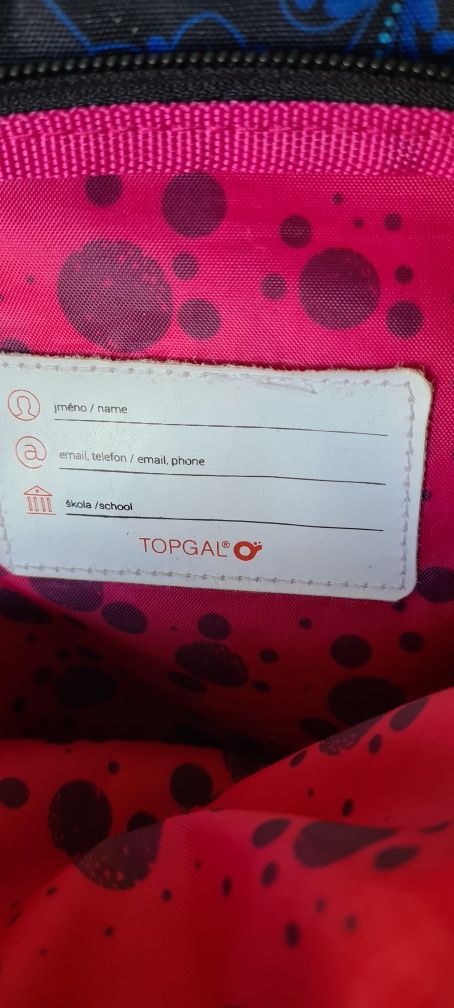 jméno / name
email, telefon / email, phone
škola /school
TOPGAL®